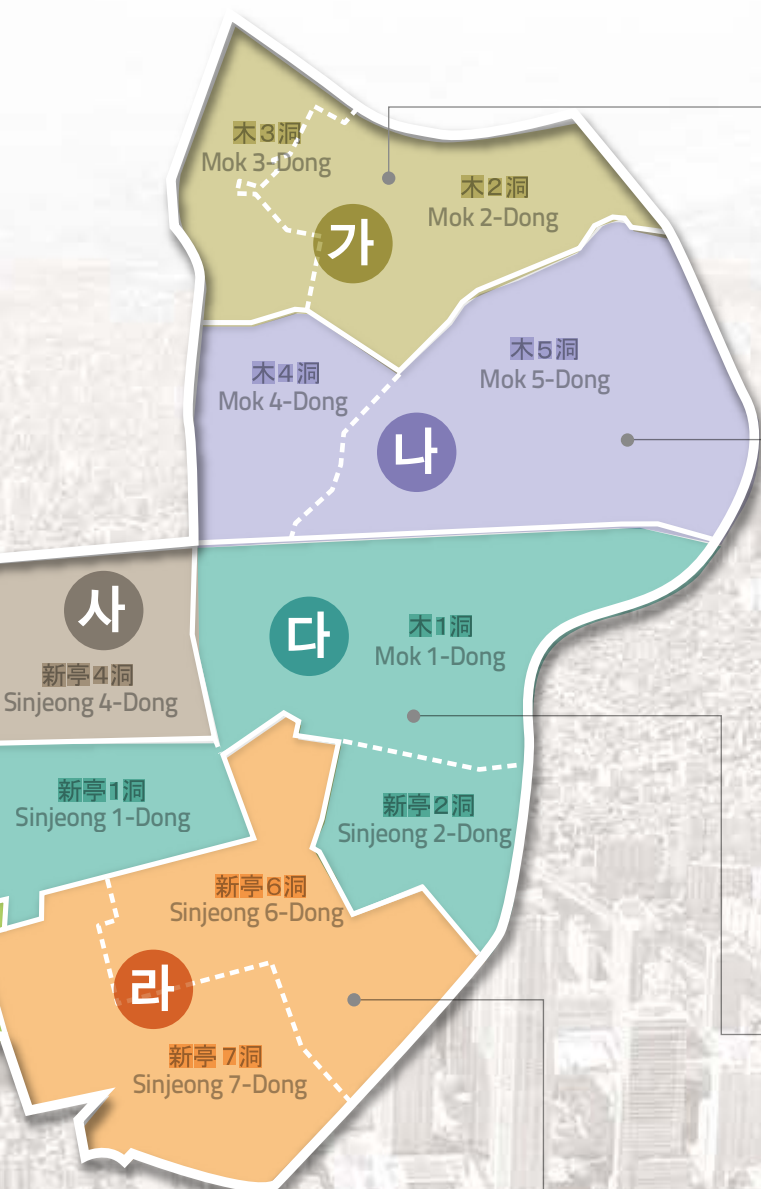 木3洞
Mok 3-Dong
木2洞
Mok 2-Dong
가
木4洞
Mok 4-Dong
木5洞
Mok 5-Dong
나
사
新亭4洞
Sinjeong 4-Dong
다
木1洞
Mok 1-Dong
新亭1洞
Sinjeong 1-Dong
新亭2洞
Sinjeong 2-Dong
新亭6洞
Sinjeong 6-Dong
라
新亭7洞
Sinjeong 7-Dong